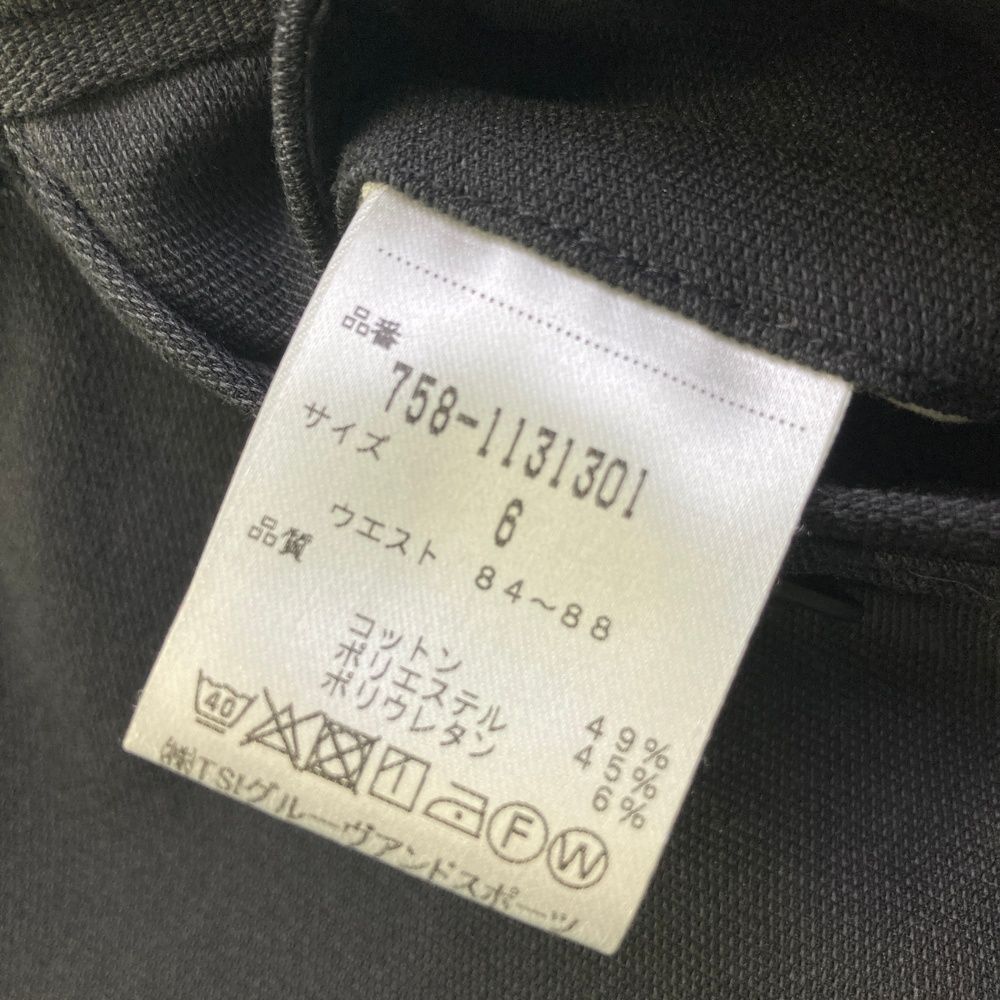 品番
758-1131301
サイズ 6
ウエスト 84～88
品質
コットン 49%
ポリエステル 45%
ポリウレタン 6%
40 F W
㈱TSIグルーヴアンドスポーツ